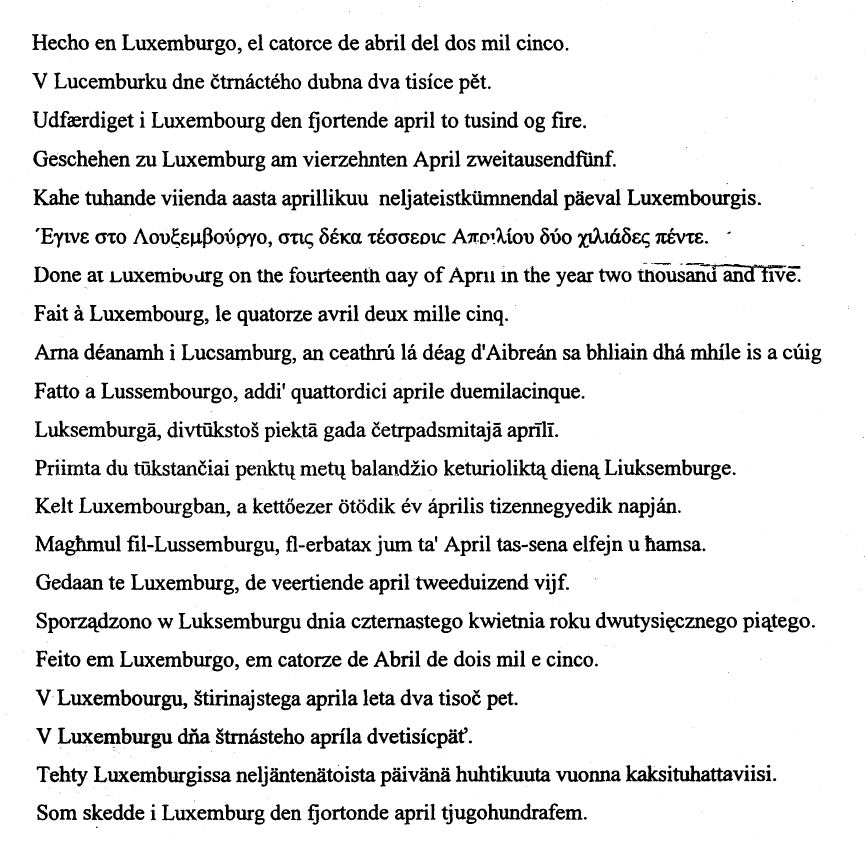 Hecho en Luxemburgo, el catorce de abril del dos mil cinco.
V Lucemburku dne čtrnáctého dubna dva tisíce pět.
Udfærdiget i Luxembourg den fjortende april to tusind og fire.
Geschehen zu Luxemburg am vierzehnten April zweitausendfünf.
Kahe tuhande viienda aasta aprillikuu neljateistkümnendal päeval Luxembourgis.
Έγινε στο Λουξεμβούργο, στις δέκα τέσσερις Απριλίου δύο χιλιάδες πέντε.
Done at Luxembourg on the fourteenth day of April in the year two thousand and five.
Fait à Luxembourg, le quatorze avril deux mille cinq.
Arna déanamh i Lucsamburg, an ceathrú lá déag d'Aibreán sa bhliain dhá mhíle is a cúig
Fatto a Lussembourgo, addi' quattordici aprile duemilacinque.
Luksemburgā, divtūkstoš piektā gada četrpadsmitajā aprīlī.
Priimta du tūkstančiai penktų metų balandžio keturioliktą dieną Liuksemburge.
Kelt Luxembourgban, a kettőezer ötödik év április tizennegyedik napján.
Magħmul fil-Lussemburgu, fl-erbatax jum ta' April tas-sena elfejn u ħamsa.
Gedaan te Luxemburg, de veertiende april tweeduizend vijf.
Sporządzono w Luksemburgu dnia czternastego kwietnia roku dwutysięcznego piątego.
Feito em Luxemburgo, em catorze de Abril de dois mil e cinco.
V Luxembourgu, štirinajstega aprila leta dva tisoč pet.
V Luxemburgu dňa štrnásteho apríla dvetisícpäť.
Tehty Luxemburgissa neljäntenätoista päivänä huhtikuuta vuonna kaksituhattaviisi.
Som skedde i Luxemburg den fjortonde april tjugohundrafem.